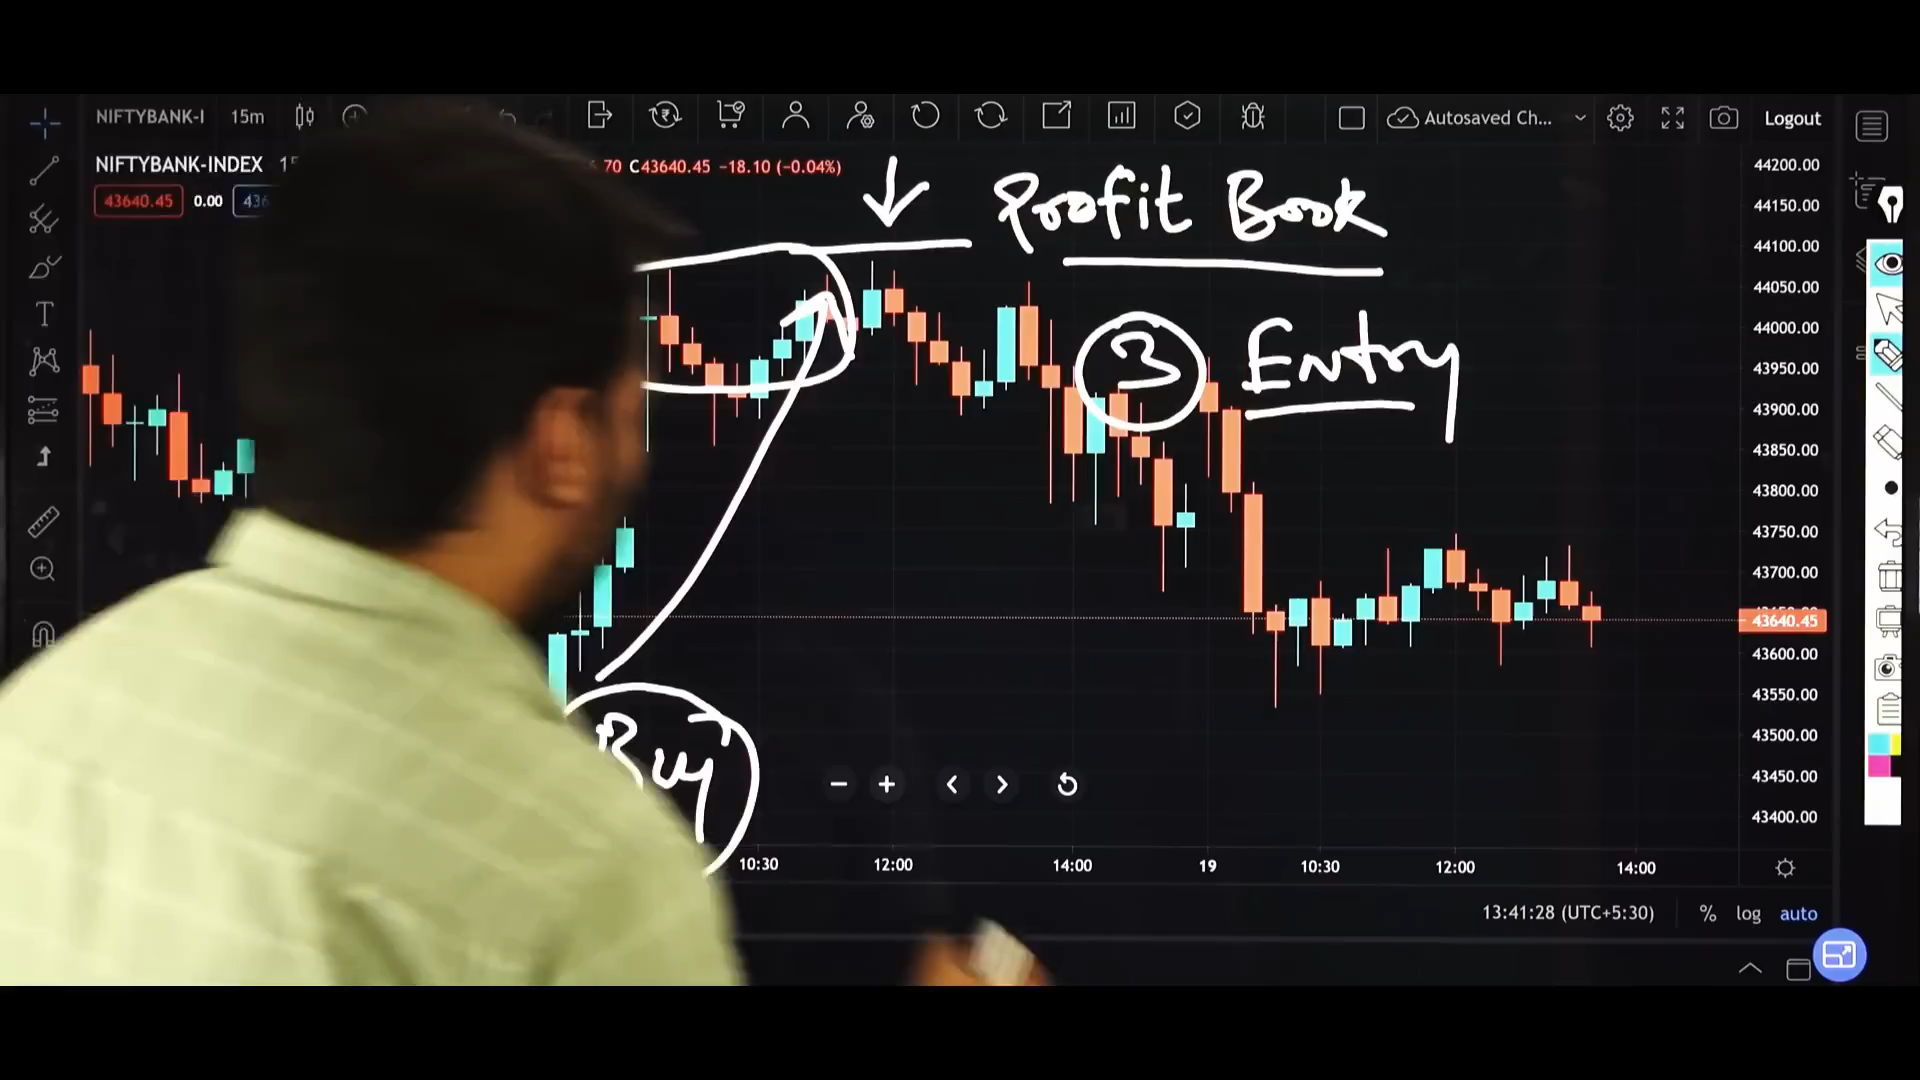 NIFTYBANK-I 15m Autosaved Ch... Logout
NIFTYBANK-INDEX 70 C43640.45 −18.10 (−0.04%)
43640.45 0.00
Profit Book
3 Entry
Buy
44200.00
44150.00
44100.00
44050.00
44000.00
43950.00
43900.00
43850.00
43800.00
43750.00
43700.00
43640.45
43600.00
43550.00
43500.00
43450.00
43400.00
10:30 12:00 14:00 19 10:30 12:00 14:00
13:41:28 (UTC+5:30) % log auto